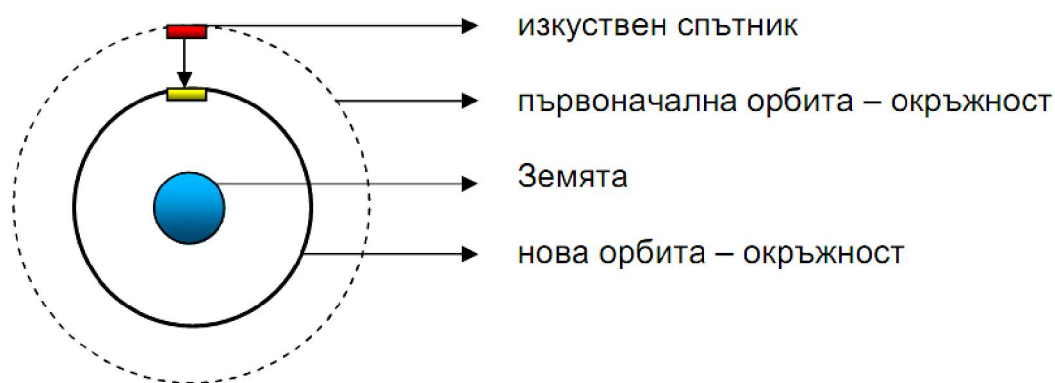 изкуствен спътник
първоначална орбита – окръжност
Земята
нова орбита – окръжност